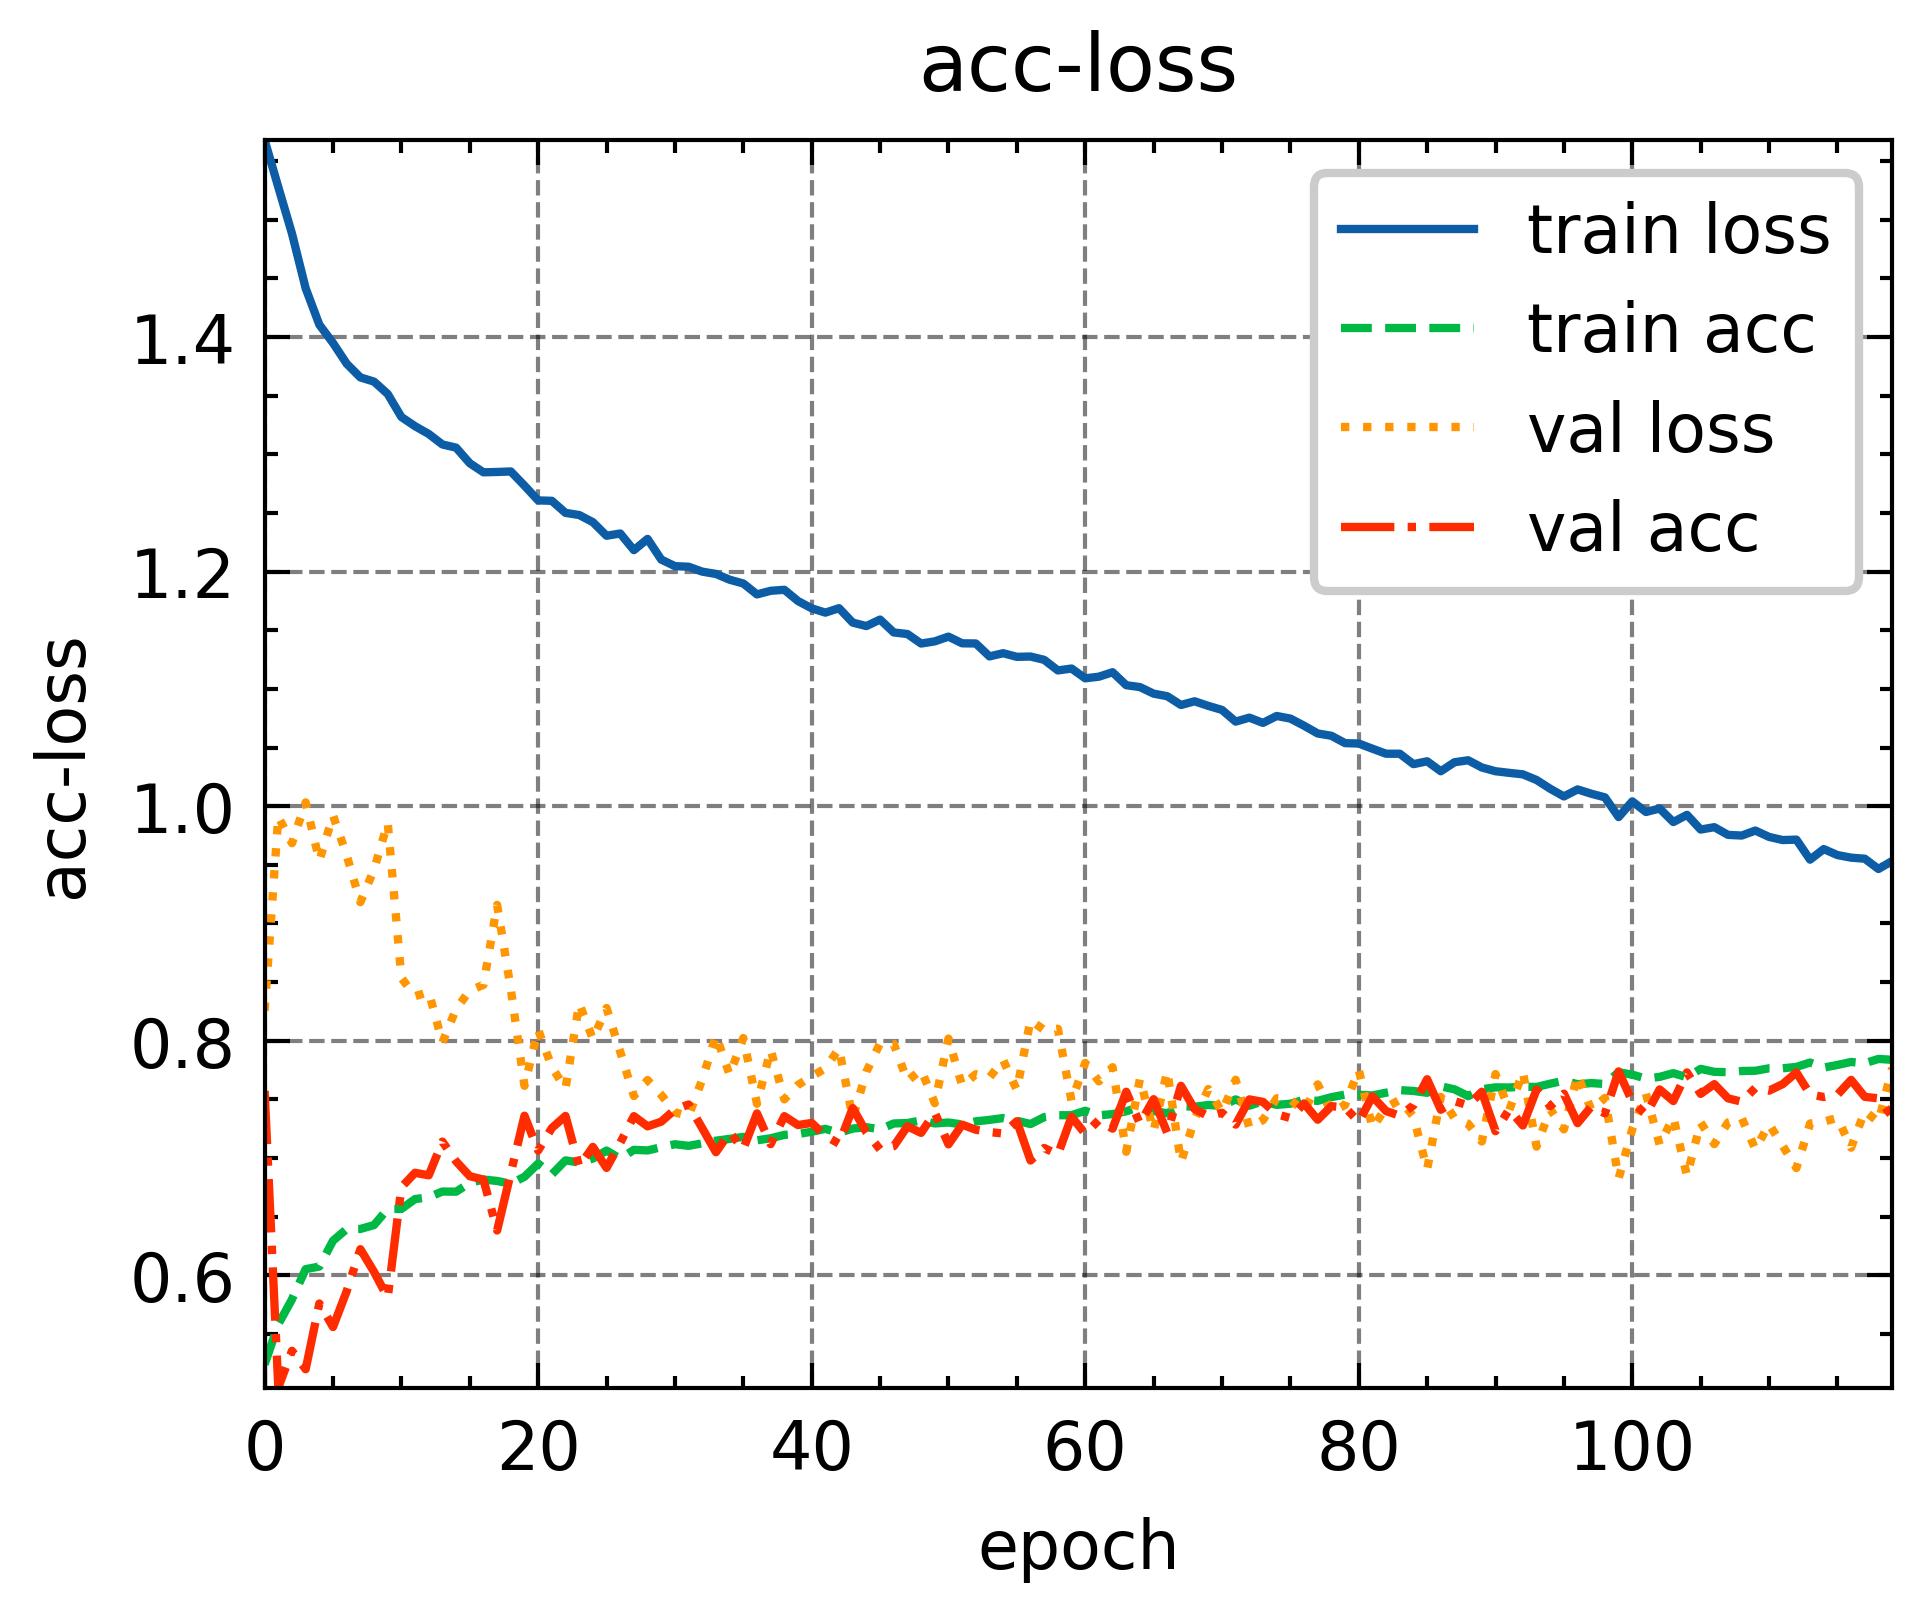 acc-loss
train loss
train acc
val loss
val acc
1.4
1.2
1.0
0.8
0.6
acc-loss
0 20 40 60 80 100
epoch